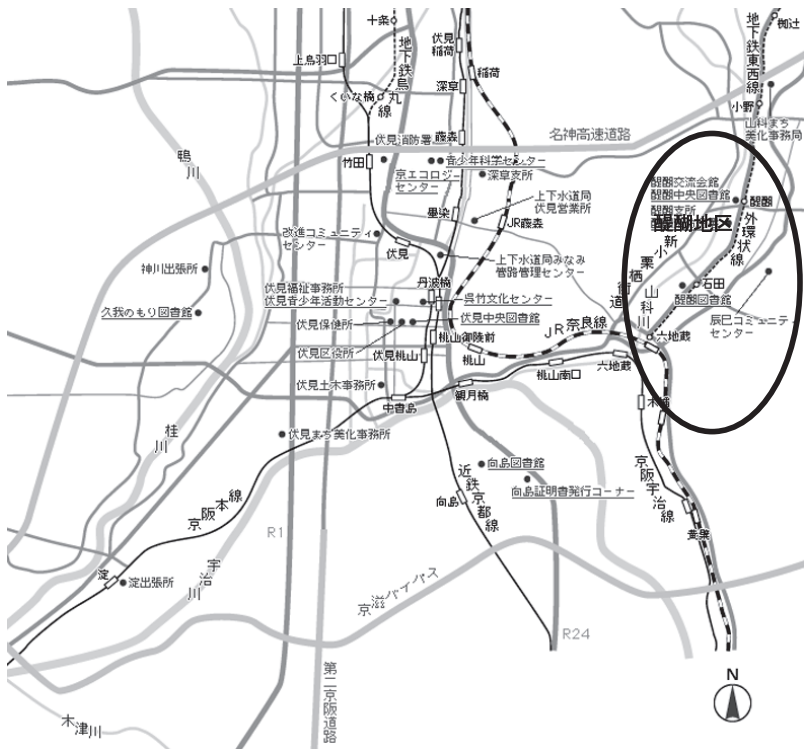 十条
地下鉄烏丸線
伏見稲荷
稲荷
地下鉄東西線
椥辻
上鳥羽口
くいな橋
深草
小野
山科まち
美化事務局
藤森
名神高速道路
伏見消防署
竹田
青少年科学センター
京エコロジー
センター
深草支所
鴨川
墨染
上下水道局
伏見営業所
JR藤森
醍醐交流会館
醍醐中央図書館
醍醐支所
醍醐
醍醐地区
外環状線
改進コミュニティ
センター
伏見
上下水道局みなみ
管路管理センター
新小栗栖街道
神川出張所
久我のもり図書館
丹波橋
伏見福祉事務所
伏見青少年活動センター
呉竹文化センター
石田
醍醐図書館
山科川
辰巳コミュニティ
センター
伏見保健所
伏見中央図書館
伏見区役所
桃山御陵前
伏見桃山
桃山
JR奈良線
六地蔵
六地蔵
桃山南口
伏見土木事務所
観月橋
中書島
木幡
桂川
伏見まち美化事務所
向島図書館
向島証明書発行コーナー
向島
近鉄京都線
京阪宇治線
黄檗
京阪本線
R1
淀
淀出張所
宇治川
京滋バイパス
R24
第二京阪道路
木津川
N